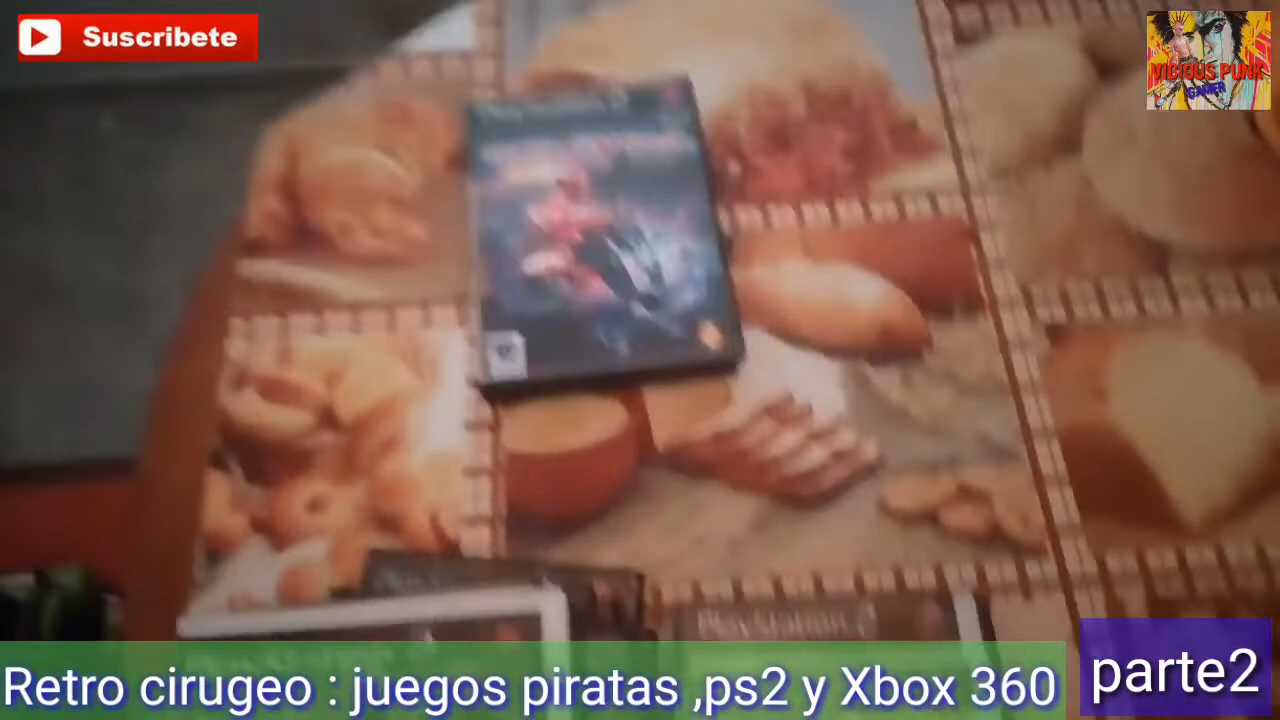 Suscribete
VICIOUS PUNK
GAMER
PlayStation 2
Retro cirugeo : juegos piratas ,ps2 y Xbox 360
parte2